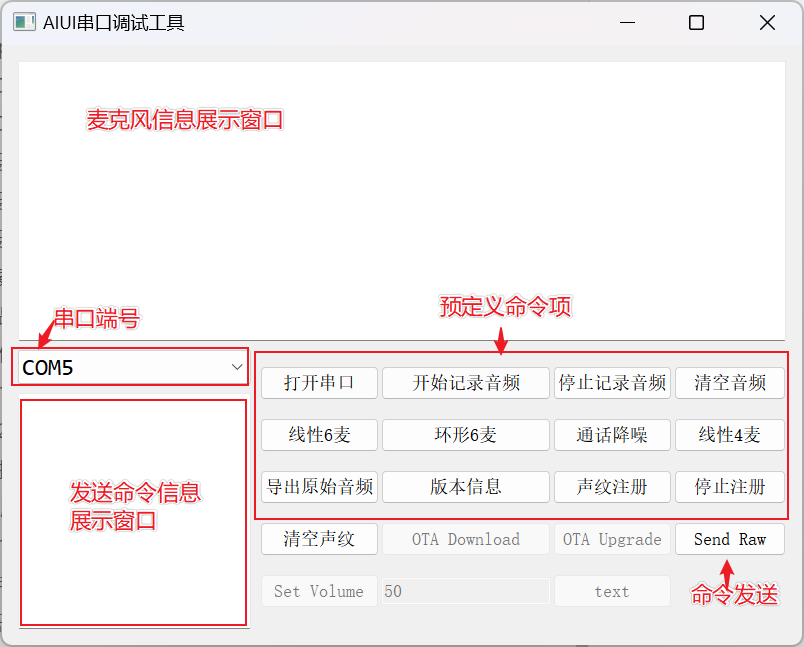 AIUI串口调试工具
麦克风信息展示窗口
串口端号
预定义命令项
COM5
打开串口 开始记录音频 停止记录音频 清空音频
线性6麦 环形6麦 通话降噪 线性4麦
导出原始音频 版本信息 声纹注册 停止注册
发送命令信息
展示窗口
清空声纹 OTA Download OTA Upgrade Send Raw
Set Volume 50 text
命令发送